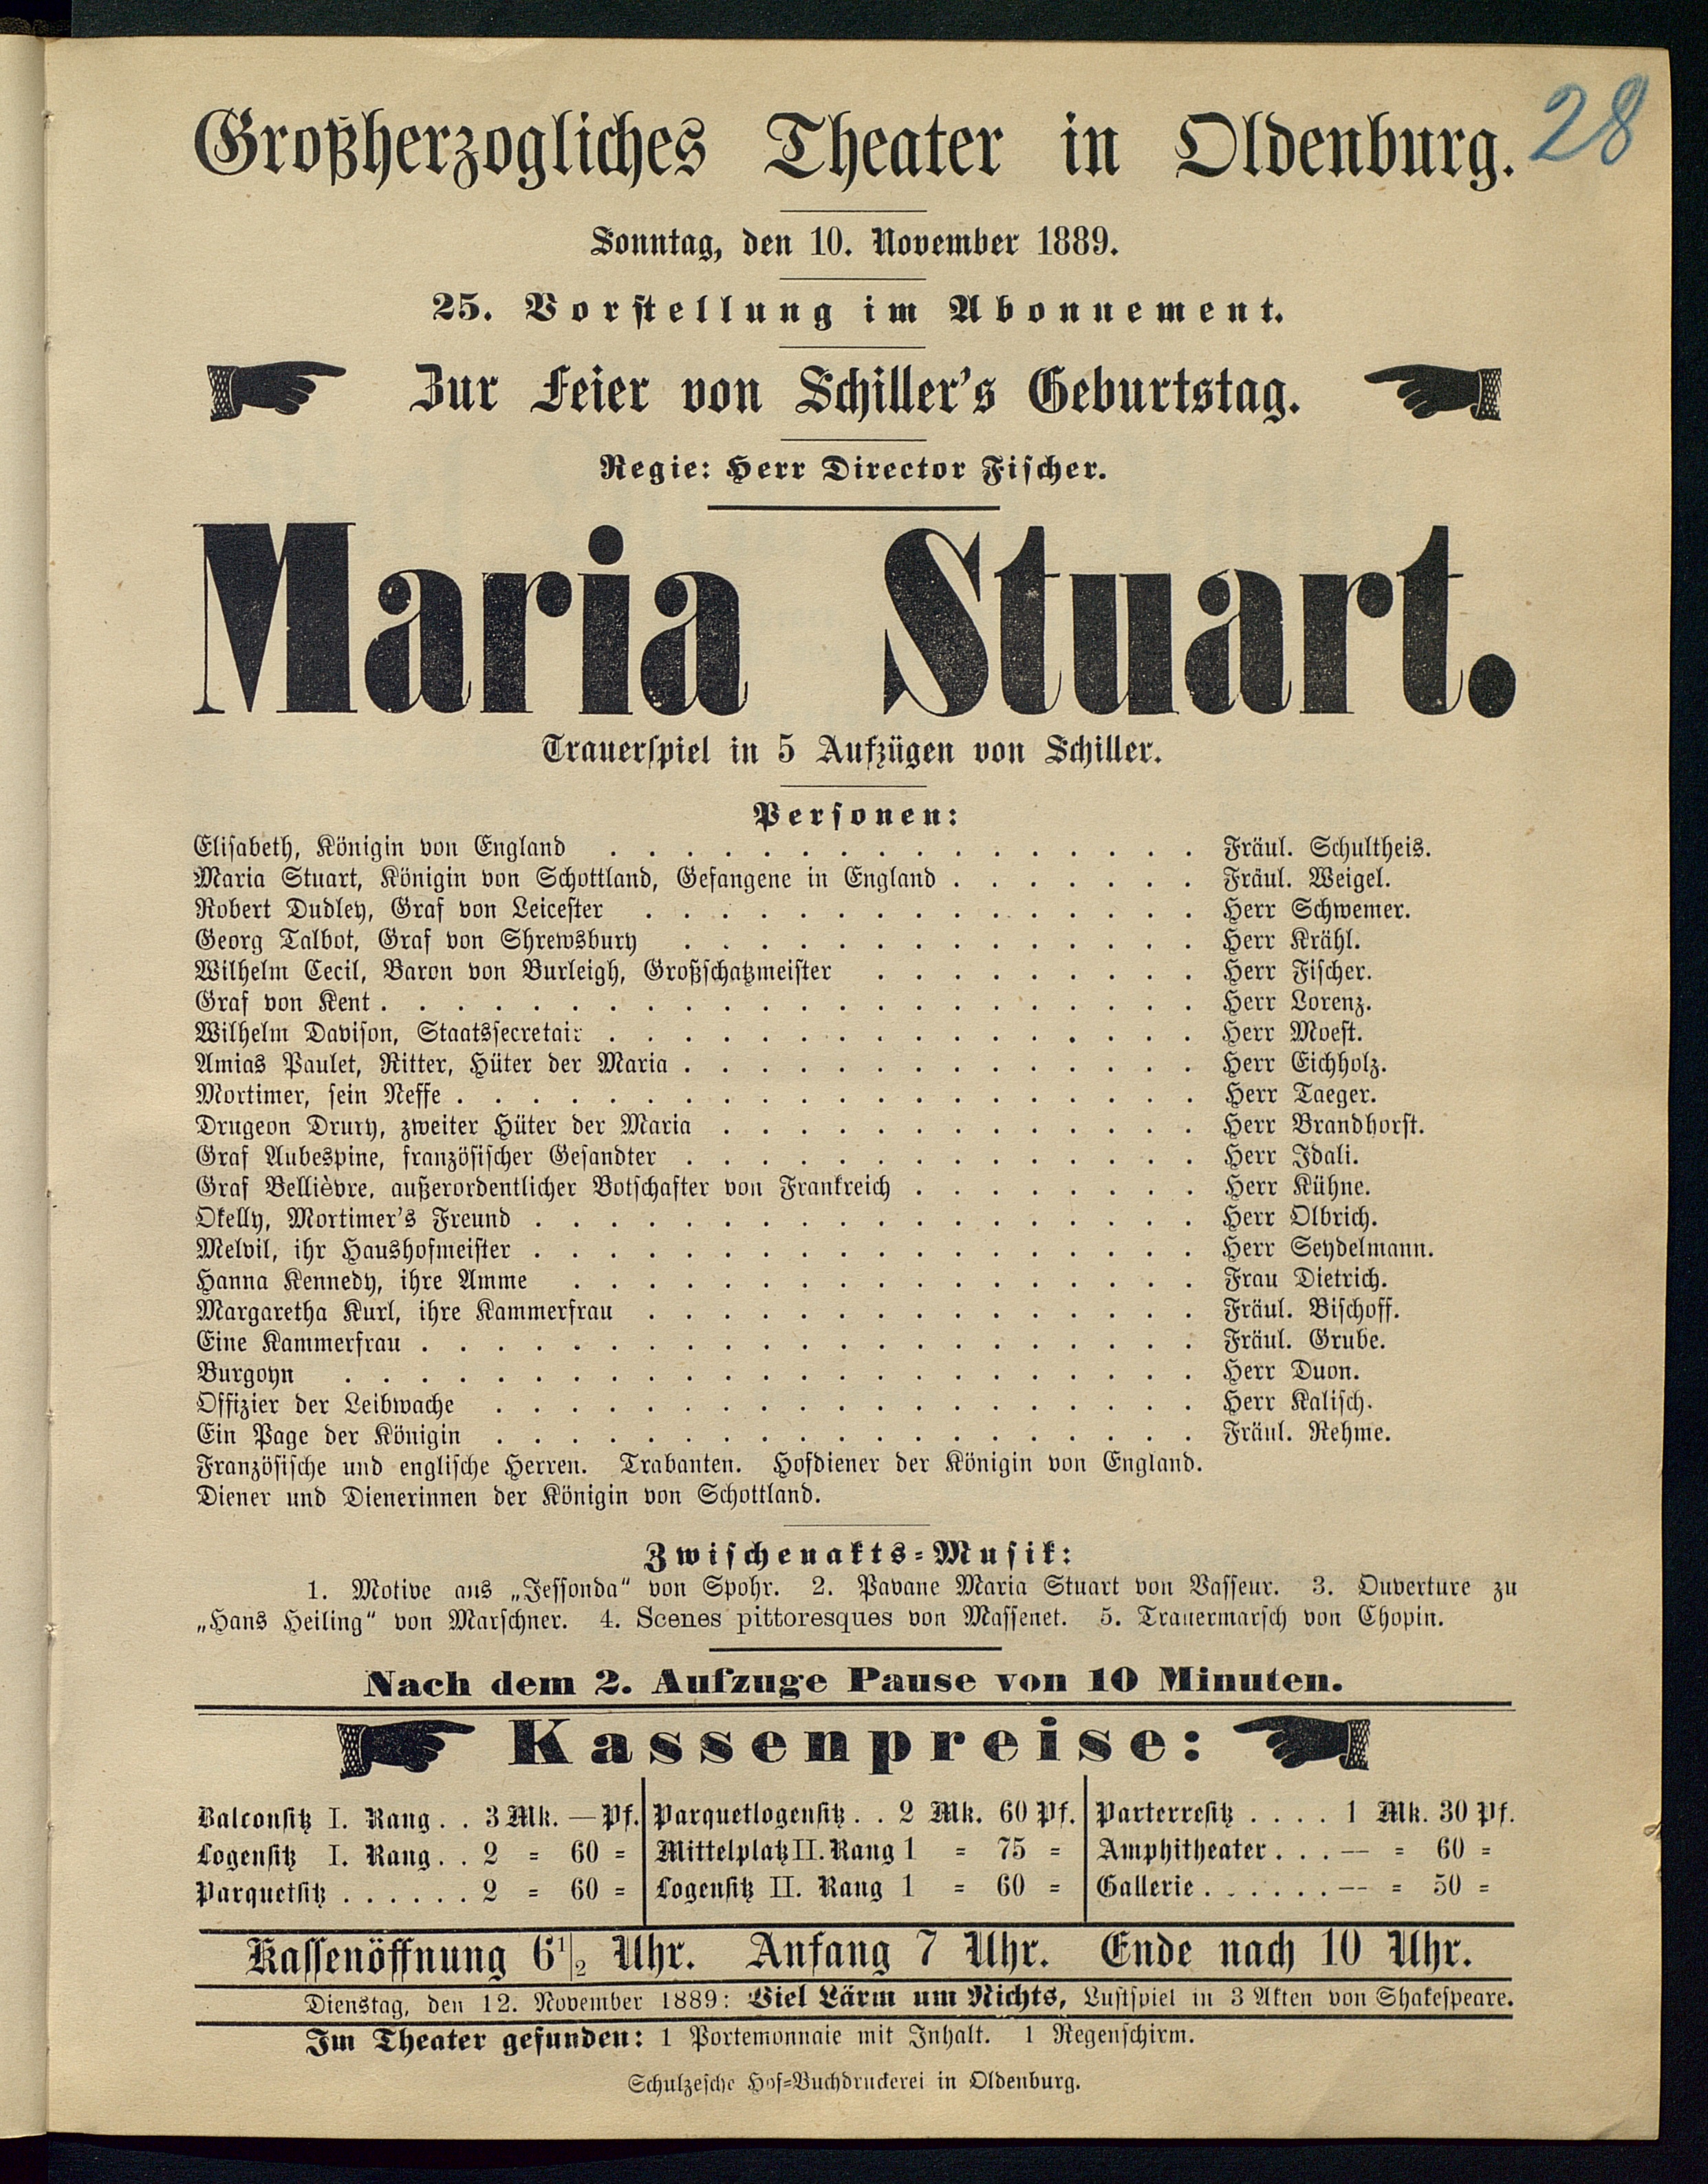 Großherzogliches Theater in Oldenburg.
28
Sonntag, den 10. November 1889.
25. Vorstellung im Abonnement.
Zur Feier von Schiller's Geburtstag.
Regie: Herr Director Fischer.
Maria Stuart.
Trauerspiel in 5 Aufzügen von Schiller.
Personen:
Elisabeth, Königin von England . . . . . . . . . . . . . . . . Fräul. Schultheis.
Maria Stuart, Königin von Schottland, Gefangene in England . . . . . . . Fräul. Weigel.
Robert Dudley, Graf von Leicester . . . . . . . . . . . . . . . Herr Schwemer.
Georg Talbot, Graf von Shrewsbury . . . . . . . . . . . . . . Herr Krähl.
Wilhelm Cecil, Baron von Burleigh, Großschatzmeister . . . . . . . . . Herr Fischer.
Graf von Kent . . . . . . . . . . . . . . . . . . . . . . Herr Lorenz.
Wilhelm Davison, Staatssecretair . . . . . . . . . . . . . . . . Herr Moest.
Amias Paulet, Ritter, Hüter der Maria . . . . . . . . . . . . . . Herr Eichholz.
Mortimer, sein Neffe . . . . . . . . . . . . . . . . . . . . Herr Taeger.
Drugeon Drury, zweiter Hüter der Maria . . . . . . . . . . . . . Herr Brandhorst.
Graf Aubespine, französischer Gesandter . . . . . . . . . . . . . . Herr Idali.
Graf Bellièvre, außerordentlicher Botschafter von Frankreich . . . . . . . . Herr Kühne.
Okelly, Mortimer's Freund . . . . . . . . . . . . . . . . . . Herr Olbrich.
Melvil, ihr Haushofmeister . . . . . . . . . . . . . . . . . . Herr Seydelmann.
Hanna Kennedy, ihre Amme . . . . . . . . . . . . . . . . . Frau Dietrich.
Margaretha Kurl, ihre Kammerfrau . . . . . . . . . . . . . . . Fräul. Bischoff.
Eine Kammerfrau . . . . . . . . . . . . . . . . . . . . . Fräul. Grube.
Burgoyn . . . . . . . . . . . . . . . . . . . . . . . Herr Duon.
Offizier der Leibwache . . . . . . . . . . . . . . . . . . . Herr Kalisch.
Ein Page der Königin . . . . . . . . . . . . . . . . . . . Fräul. Rehme.
Französische und englische Herren. Trabanten. Hofdiener der Königin von England.
Diener und Dienerinnen der Königin von Schottland.
Zwischenakts-Musik:
1. Motive aus „Jessonda“ von Spohr. 2. Pavane Maria Stuart von Vasseur. 3. Ouverture zu
„Hans Heiling“ von Marschner. 4. Scenes pittoresques von Massenet. 5. Trauermarsch von Chopin.
Nach dem 2. Aufzuge Pause von 10 Minuten.
Kassenpreise:
Balconsitz I. Rang . . 3 Mk. — Pf.
Logensitz I. Rang . . 2 = 60 =
Parquetsitz . . . . . . 2 = 60 =
Parquetlogensitz . . 2 Mk. 60 Pf.
Mittelplatz II. Rang 1 = 75 =
Logensitz II. Rang 1 = 60 =
Parterresitz . . . . 1 Mk. 30 Pf.
Amphitheater . . . — = 60 =
Gallerie . . . . . . — = 50 =
Kassenöffnung 6 1/2 Uhr. Anfang 7 Uhr. Ende nach 10 Uhr.
Dienstag, den 12. November 1889: Viel Lärm um Nichts, Lustspiel in 3 Akten von Shakespeare.
Im Theater gefunden: 1 Portemonnaie mit Inhalt. 1 Regenschirm.
Schulzesche Hof-Buchdruckerei in Oldenburg.